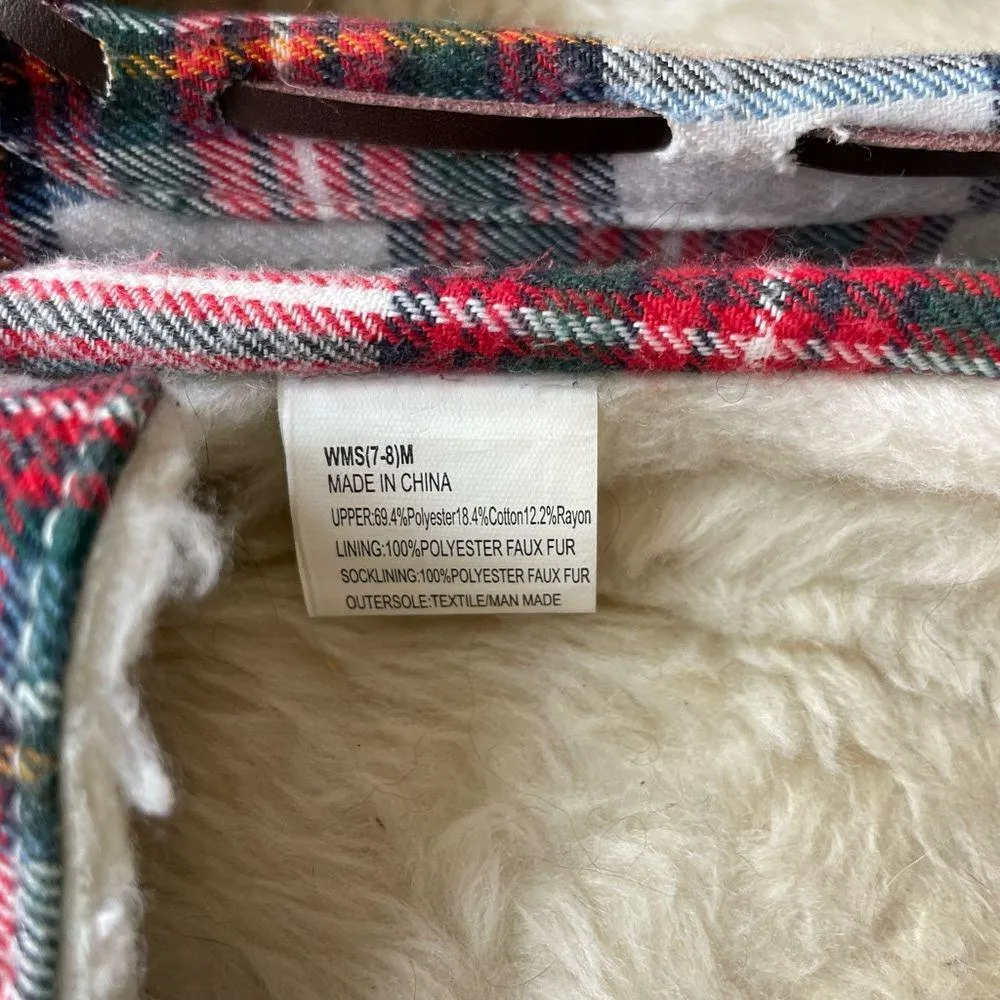 WMS(7-8)M
MADE IN CHINA
UPPER:69.4%Polyester18.4%Cotton12.2%Rayon
LINING:100%POLYESTER FAUX FUR
SOCKLINING:100%POLYESTER FAUX FUR
OUTERSOLE:TEXTILE/MAN MADE